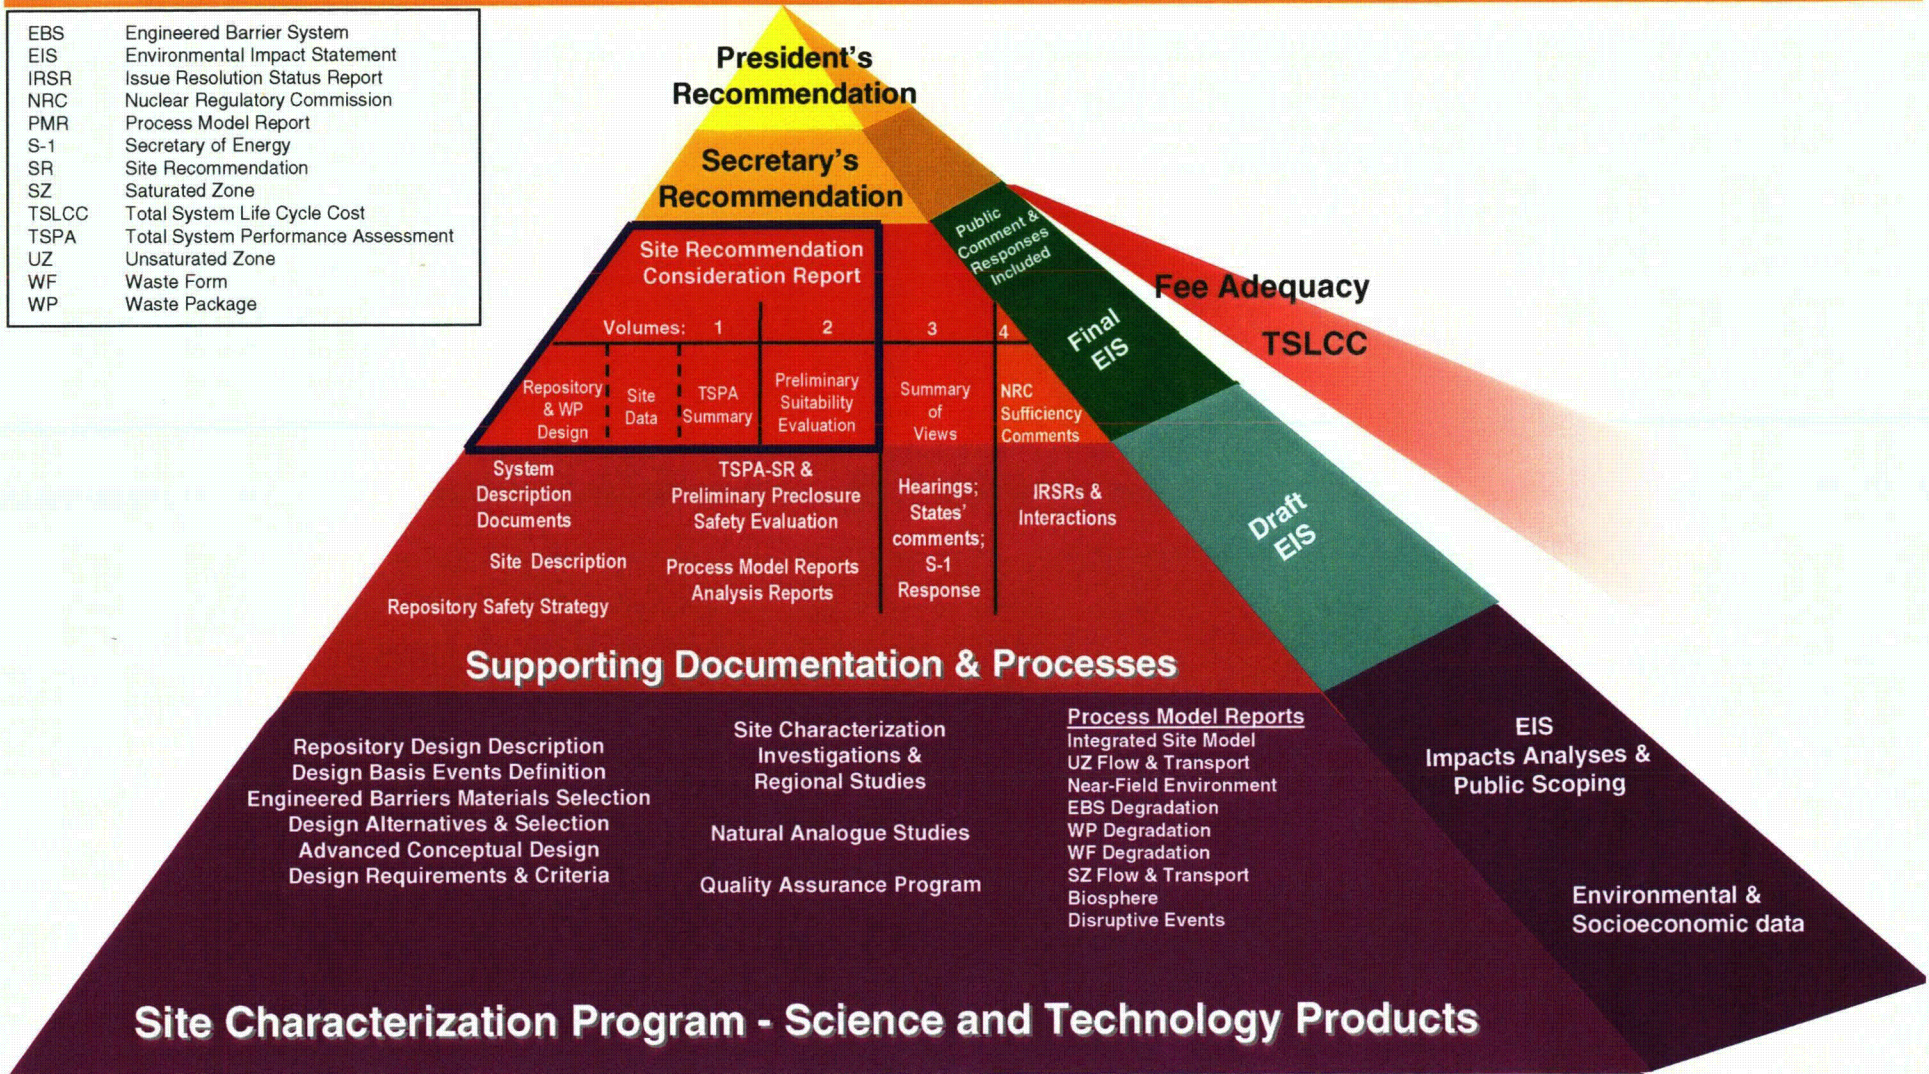 EBS Engineered Barrier System
EIS Environmental Impact Statement
IRSR Issue Resolution Status Report
NRC Nuclear Regulatory Commission
PMR Process Model Report
S-1 Secretary of Energy
SR Site Recommendation
SZ Saturated Zone
TSLCC Total System Life Cycle Cost
TSPA Total System Performance Assessment
UZ Unsaturated Zone
WF Waste Form
WP Waste Package
President's
Recommendation
Secretary's
Recommendation
Site Recommendation
Consideration Report
Volumes: 1 2 3 4
Repository
& WP
Design
Site
Data
TSPA
Summary
Preliminary
Suitability
Evaluation
Summary
of
Views
NRC
Sufficiency
Comments
Public
Comment &
Responses
Included
Final
EIS
Fee Adequacy
TSLCC
System
Description
Documents
Site Description
Repository Safety Strategy
TSPA-SR &
Preliminary Preclosure
Safety Evaluation
Process Model Reports
Analysis Reports
Hearings;
States'
comments;
S-1
Response
IRSRs &
Interactions
Draft
EIS
Supporting Documentation & Processes
Repository Design Description
Design Basis Events Definition
Engineered Barriers Materials Selection
Design Alternatives & Selection
Advanced Conceptual Design
Design Requirements & Criteria
Site Characterization
Investigations &
Regional Studies
Natural Analogue Studies
Quality Assurance Program
Process Model Reports
Integrated Site Model
UZ Flow & Transport
Near-Field Environment
EBS Degradation
WP Degradation
WF Degradation
SZ Flow & Transport
Biosphere
Disruptive Events
EIS
Impacts Analyses &
Public Scoping
Environmental &
Socioeconomic data
Site Characterization Program - Science and Technology Products